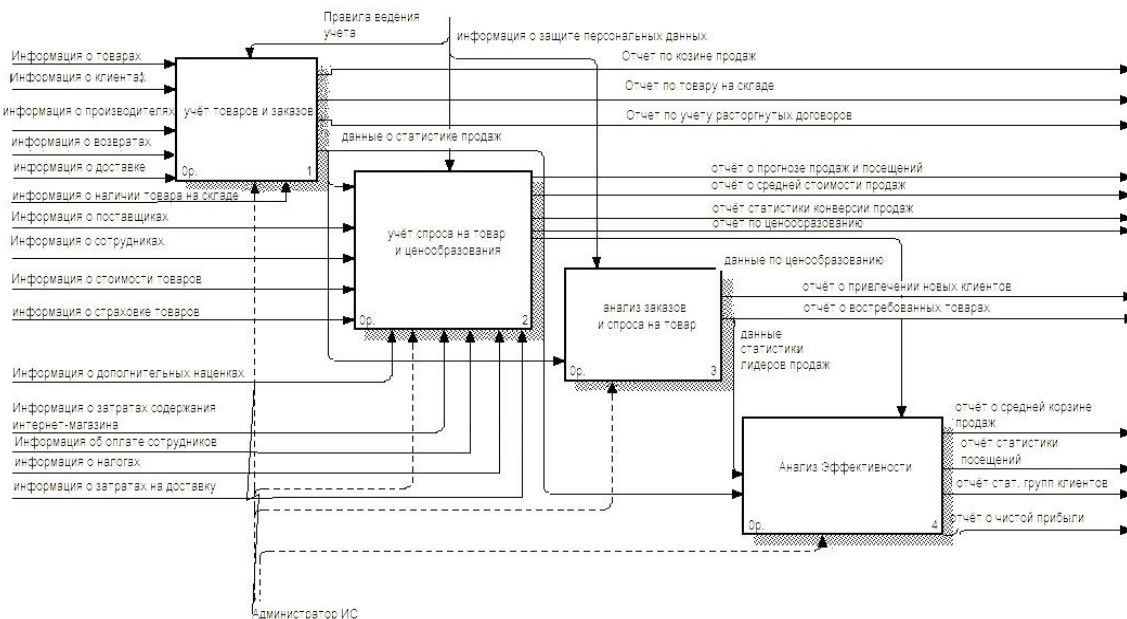 Правила ведения
учета
информация о защите персональных данных
Информация о товарах
Информация о клиентах
информация о производителях
информация о возвратах
информация о доставке
информация о наличии товара на складе
Информация о поставщиках
Информация о сотрудниках
Информация о стоимости товаров
информация о страховке товаров
Информация о дополнительных наценках
Информация о затратах содержания
интернет-магазина
Информация об оплате сотрудников
информация о налогах
информация о затратах на доставку
Администратор ИС
учёт товаров и заказов
0р.
1
данные о статистике продаж
учёт спроса на товар
и ценообразования
0р.
2
анализ заказов
и спроса на товар
0р.
3
Анализ Эффективности
0р.
4
Отчет по козине продаж
Отчет по товару на складе
Отчет по учету расторгнутых договоров
отчёт о прогнозе продаж и посещений
отчёт о средней стоимости продаж
отчёт статистики конверсии продаж
отчет по ценообразованию
данные по ценообразованию
отчёт о привлечении новых клиентов
отчёт о востребованных товарах
данные
статистики
лидеров продаж
отчёт о средней корзине
продаж
отчёт статистики
посещений
отчёт стат. групп клиентов
отчёт о чистой прибыли